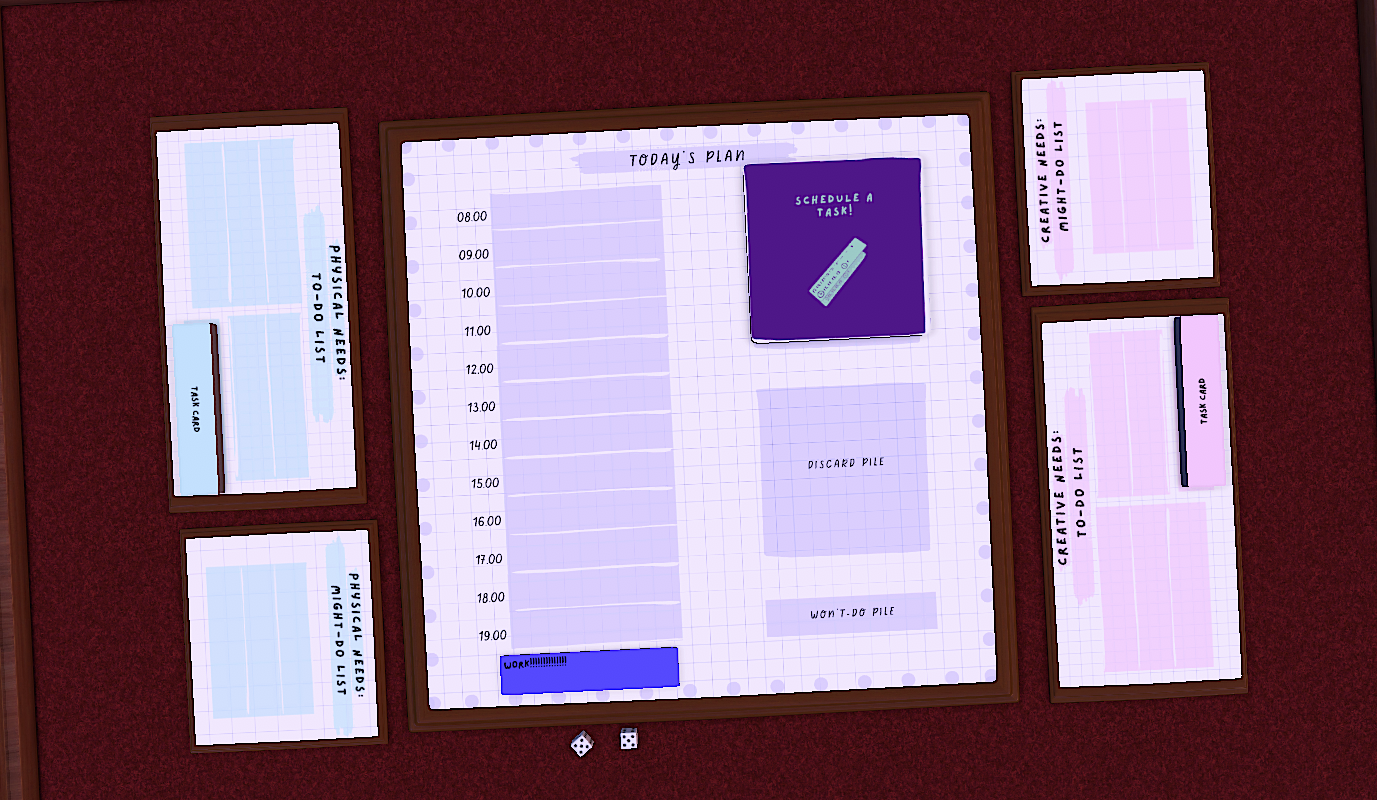 PHYSICAL NEEDS:
TO-DO LIST
TASK CARD
PHYSICAL NEEDS:
MIGHT-DO LIST
TODAY'S PLAN
08.00
09.00
10.00
11.00
12.00
13.00
14.00
15.00
16.00
17.00
18.00
19.00
WORK!!!!!!!!!!!!!!
SCHEDULE A
TASK!
DISCARD PILE
WON'T-DO PILE
CREATIVE NEEDS:
MIGHT-DO LIST
CREATIVE NEEDS:
TO-DO LIST
TASK CARD